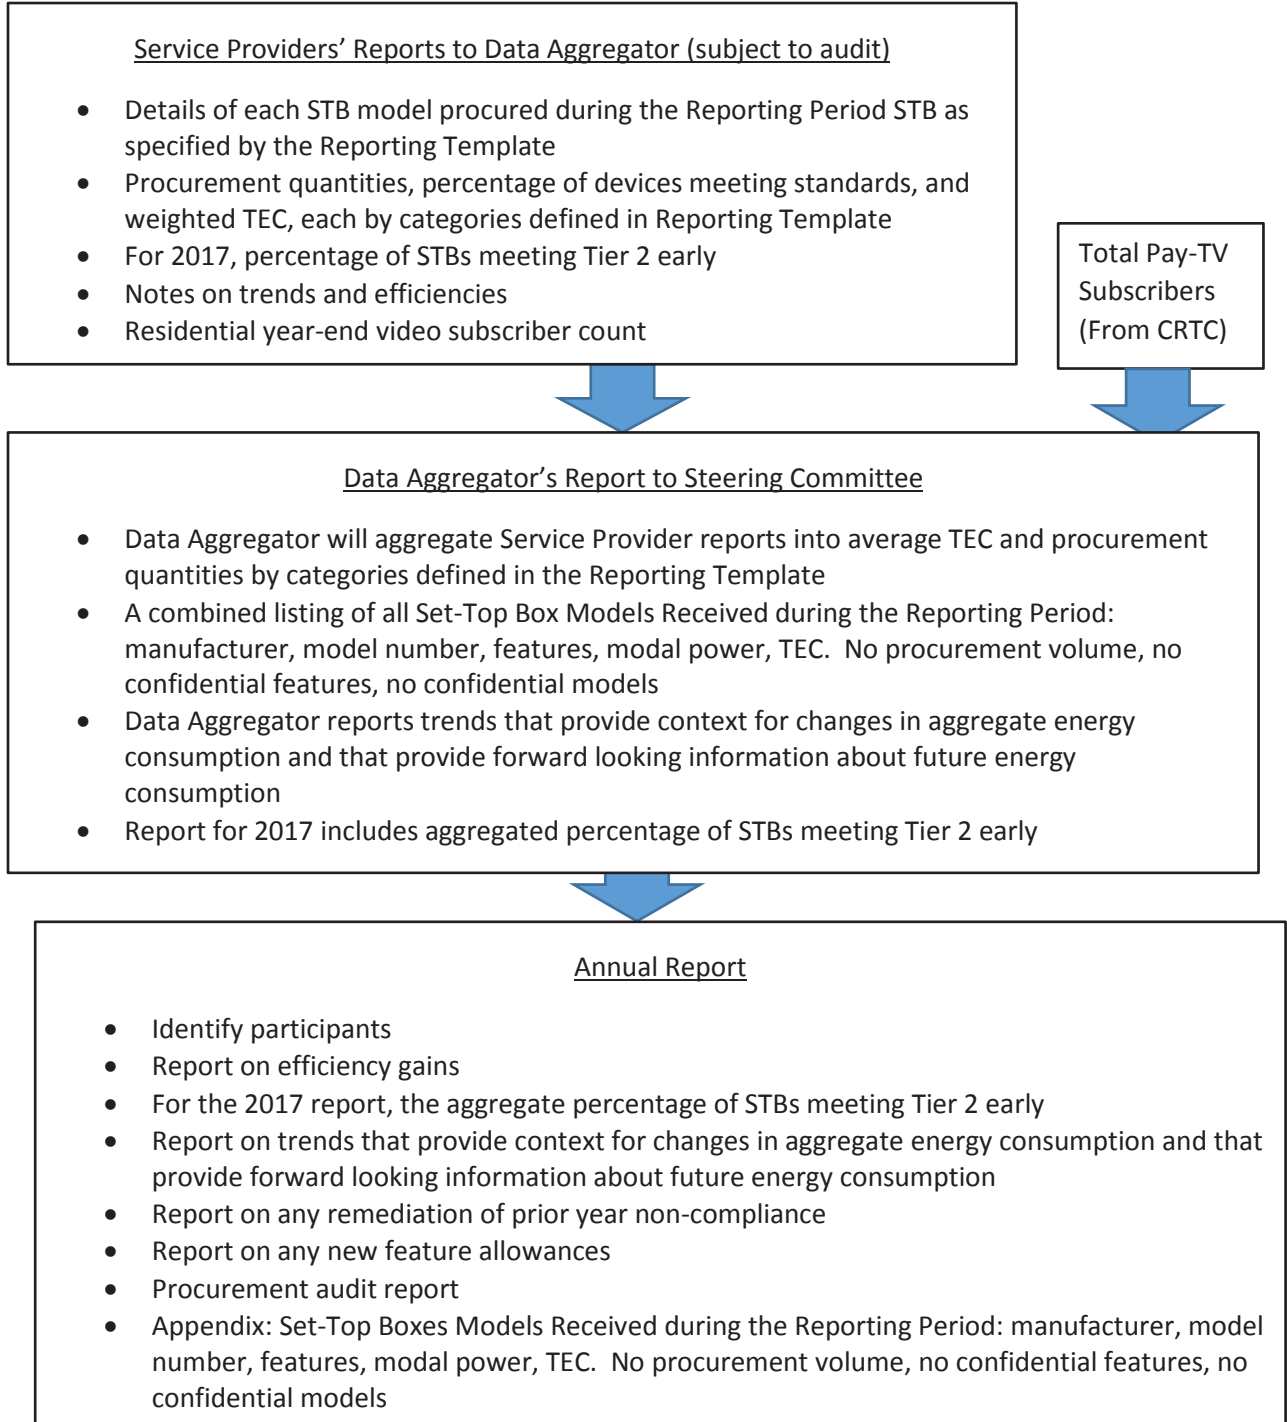 Service Providers’ Reports to Data Aggregator (subject to audit)
• Details of each STB model procured during the Reporting Period STB as
specified by the Reporting Template
• Procurement quantities, percentage of devices meeting standards, and
weighted TEC, each by categories defined in Reporting Template
• For 2017, percentage of STBs meeting Tier 2 early
• Notes on trends and efficiencies
• Residential year-end video subscriber count
Total Pay-TV
Subscribers
(From CRTC)
Data Aggregator’s Report to Steering Committee
• Data Aggregator will aggregate Service Provider reports into average TEC and procurement
quantities by categories defined in the Reporting Template
• A combined listing of all Set-Top Box Models Received during the Reporting Period:
manufacturer, model number, features, modal power, TEC.  No procurement volume, no
confidential features, no confidential models
• Data Aggregator reports trends that provide context for changes in aggregate energy
consumption and that provide forward looking information about future energy
consumption
• Report for 2017 includes aggregated percentage of STBs meeting Tier 2 early
Annual Report
• Identify participants
• Report on efficiency gains
• For the 2017 report, the aggregate percentage of STBs meeting Tier 2 early
• Report on trends that provide context for changes in aggregate energy consumption and that
provide forward looking information about future energy consumption
• Report on any remediation of prior year non-compliance
• Report on any new feature allowances
• Procurement audit report
• Appendix: Set-Top Boxes Models Received during the Reporting Period: manufacturer, model
number, features, modal power, TEC.  No procurement volume, no confidential features, no
confidential models